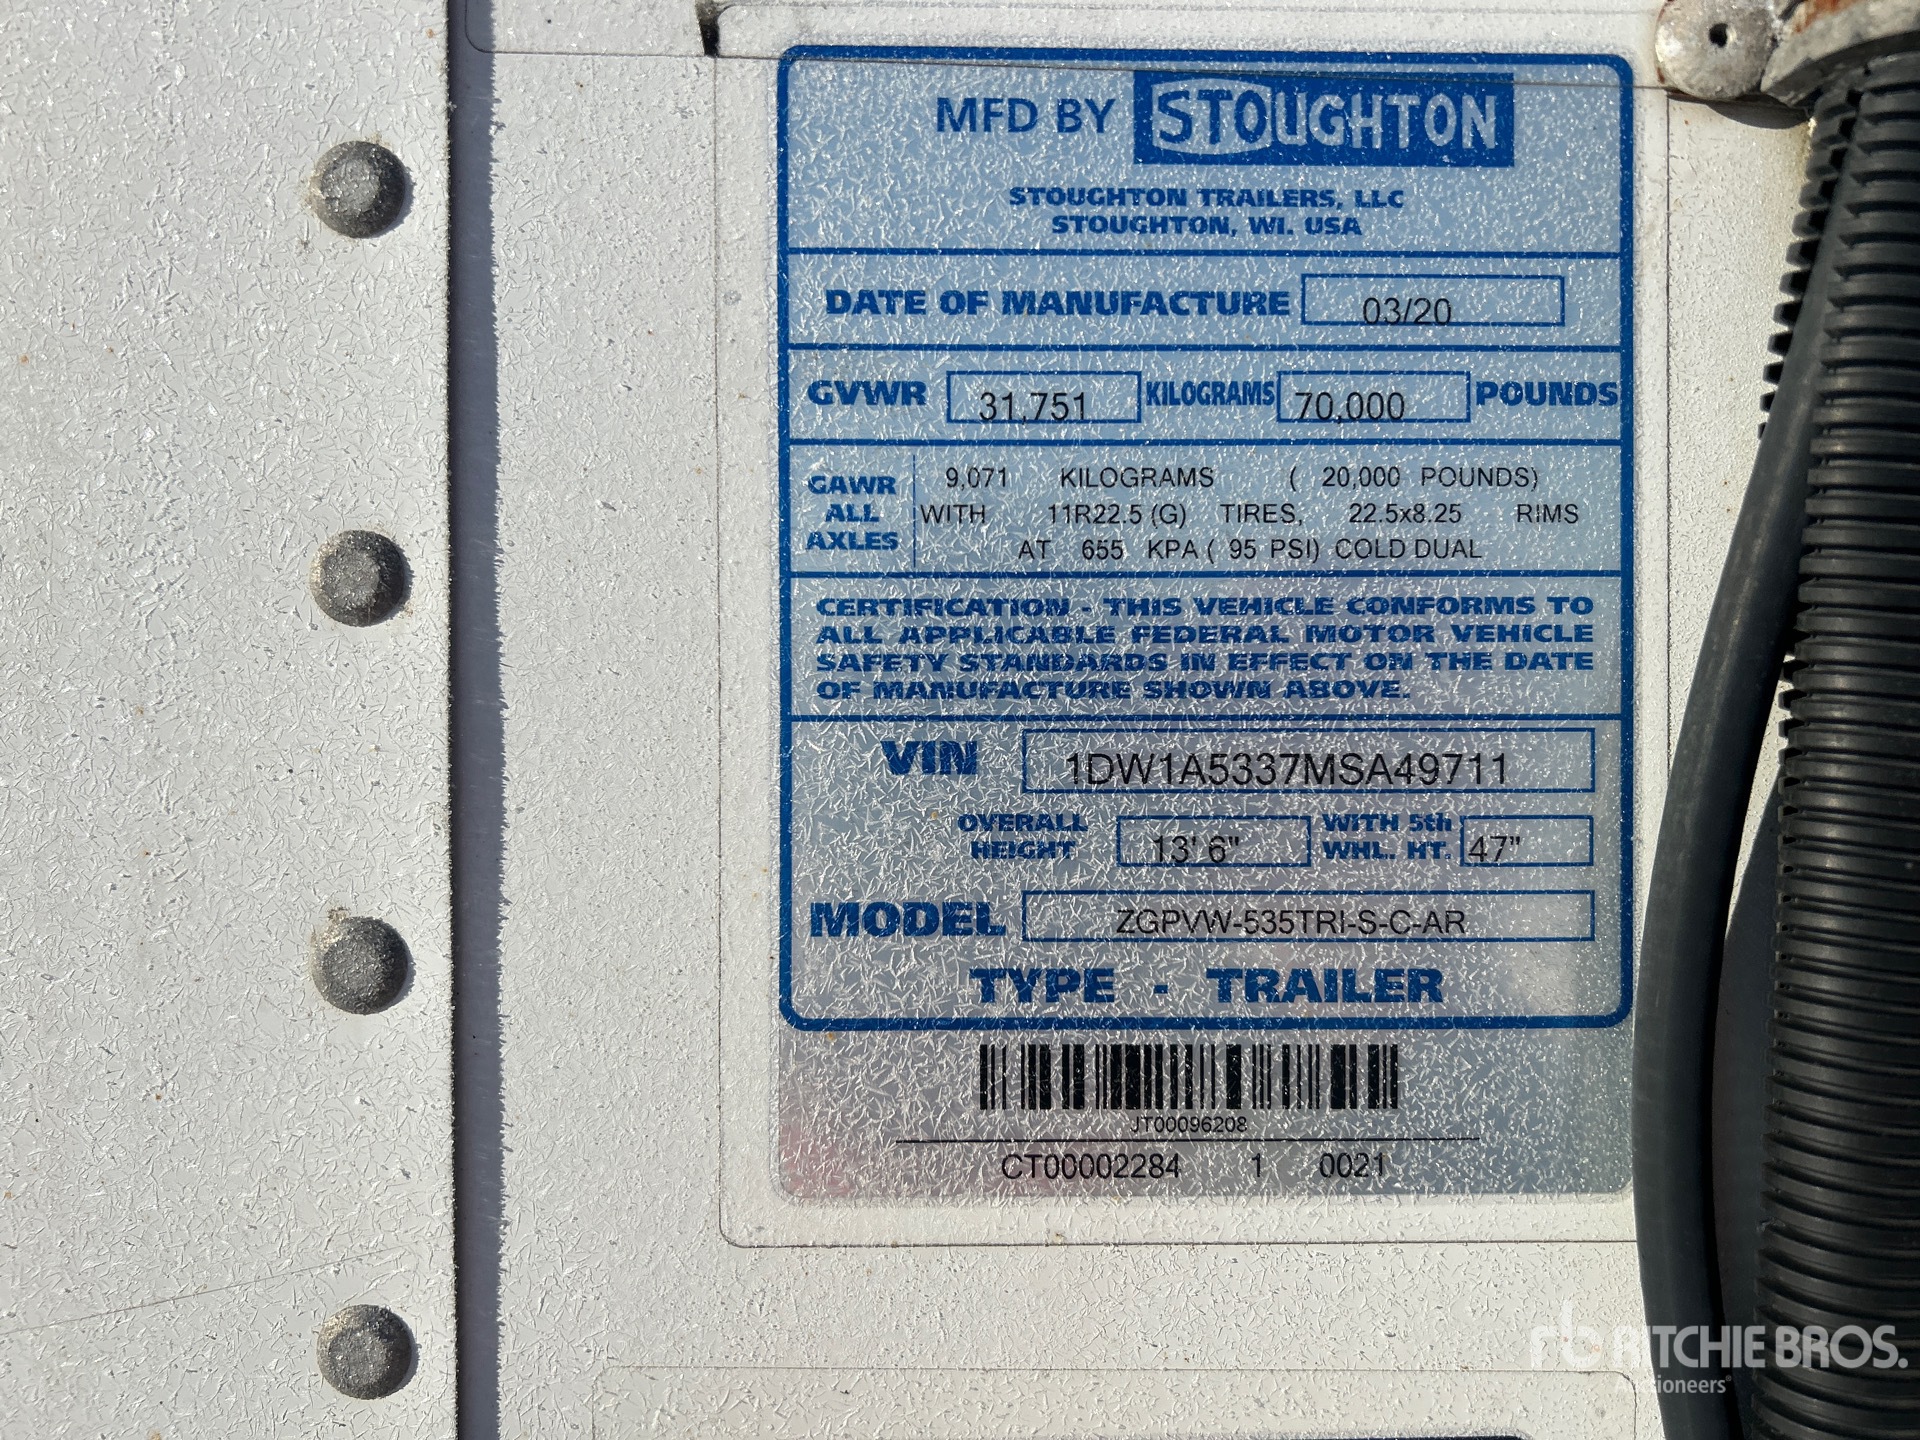 MFD BY STOUGHTON
STOUGHTON TRAILERS, LLC
STOUGHTON, WI. USA
DATE OF MANUFACTURE 03/20
GVWR 31,751 KILOGRAMS 70,000 POUNDS
GAWR ALL AXLES
9,071 KILOGRAMS ( 20,000 POUNDS)
WITH 11R22.5 (G) TIRES, 22.5x8.25 RIMS
AT 655 KPA ( 95 PSI) COLD DUAL
CERTIFICATION - THIS VEHICLE CONFORMS TO
ALL APPLICABLE FEDERAL MOTOR VEHICLE
SAFETY STANDARDS IN EFFECT ON THE DATE
OF MANUFACTURE SHOWN ABOVE.
VIN 1DW1A5337MSA49711
OVERALL HEIGHT 13' 6" WITH 5th WHL. HT. 47"
MODEL ZGPVW-535TRI-S-C-AR
TYPE - TRAILER
JT00096208
CT00002284 1 0021
rb RITCHIE BROS.
Auctioneers®